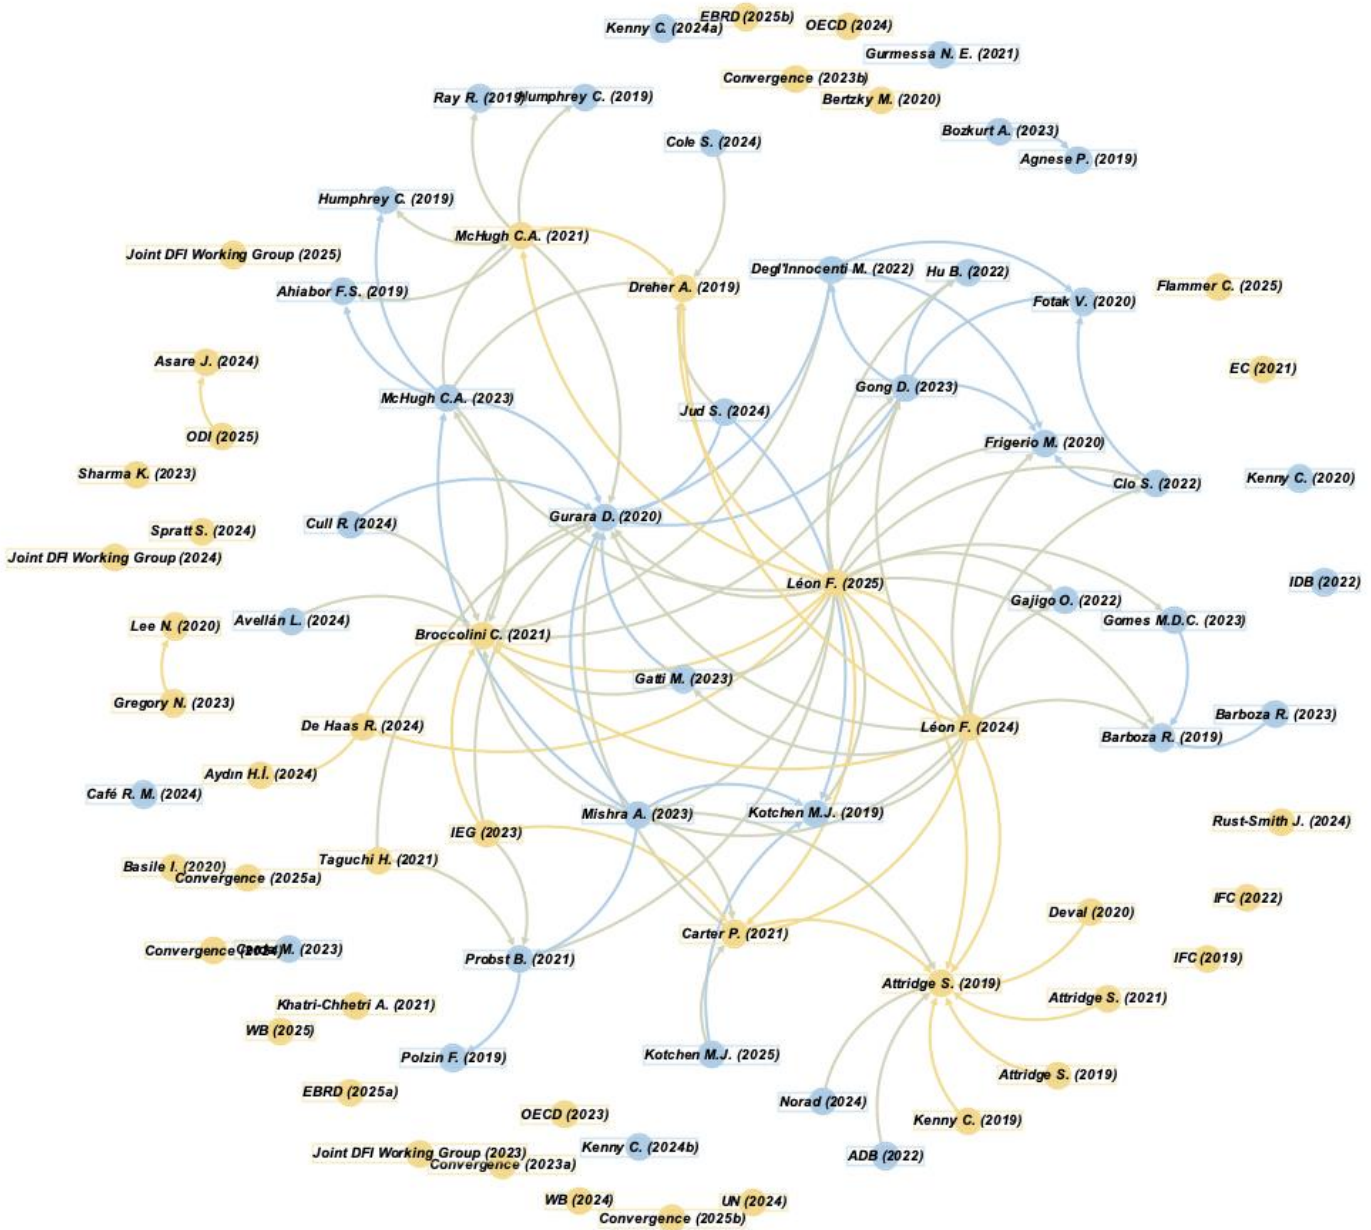 EBRD (2025b)
Kenny C. (2024a)
OECD (2024)
Gurmessa N. E. (2021)
Convergence (2023b)
Bertzky M. (2020)
Ray R. (2019)
Humphrey C. (2019)
Bozkurt A. (2023)
Cole S. (2024)
Agnese P. (2019)
Humphrey C. (2019)
McHugh C.A. (2021)
Joint DFI Working Group (2025)
Degl'Innocenti M. (2022)
Hu B. (2022)
Ahiabor F.S. (2019)
Dreher A. (2019)
Flammer C. (2025)
Fotak V. (2020)
Asare J. (2024)
EC (2021)
McHugh C.A. (2023)
Gong D. (2023)
Jud S. (2024)
ODI (2025)
Frigerio M. (2020)
Sharma K. (2023)
Clo S. (2022)
Kenny C. (2020)
Cull R. (2024)
Gurara D. (2020)
Spratt S. (2024)
Joint DFI Working Group (2024)
Léon F. (2025)
IDB (2022)
Gajigo O. (2022)
Lee N. (2020)
Avellán L. (2024)
Gomes M.D.C. (2023)
Broccolini C. (2021)
Gatti M. (2023)
Gregory N. (2023)
De Haas R. (2024)
Léon F. (2024)
Barboza R. (2023)
Barboza R. (2019)
Aydın H.İ. (2024)
Café R. M. (2024)
Mishra A. (2023)
Kotchen M.J. (2019)
Rust-Smith J. (2024)
IEG (2023)
Taguchi H. (2021)
Basile I. (2020)
Convergence (2025a)
IFC (2022)
Deval (2020)
Carter P. (2021)
Convergence (2024)
M. (2023)
Probst B. (2021)
IFC (2019)
Attridge S. (2019)
Attridge S. (2021)
Khatri-Chhetri A. (2021)
WB (2025)
Polzin F. (2019)
Kotchen M.J. (2025)
Attridge S. (2019)
EBRD (2025a)
Norad (2024)
OECD (2023)
Kenny C. (2019)
Kenny C. (2024b)
Joint DFI Working Group (2023)
Convergence (2023a)
ADB (2022)
WB (2024)
UN (2024)
Convergence (2025b)